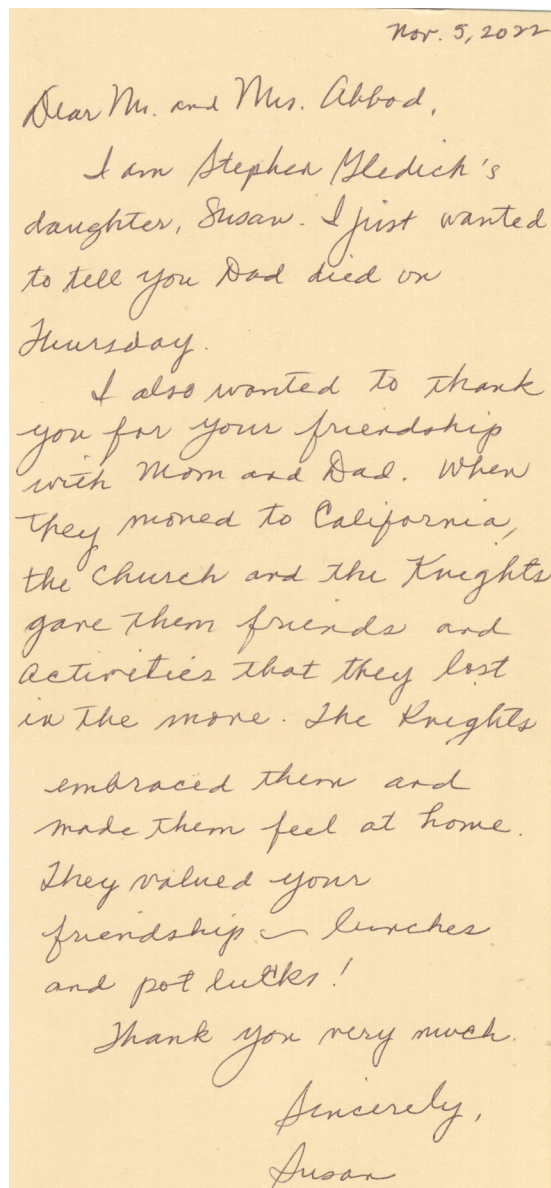 Nov. 5, 2022
Dear Mr. and Mrs. Abbod,
I am Stephen Gledich's
daughter, Susan. I just wanted
to tell you Dad died on
Thursday.
I also wanted to thank
you for your friendship
with Mom and Dad. When
they moved to California,
the Church and the Knights
gave them friends and
activities that they lost
in the move. The Knights
embraced them and
made them feel at home.
They valued your
friendship – lunches
and pot lucks!
Thank you very much.
Sincerely,
Susan